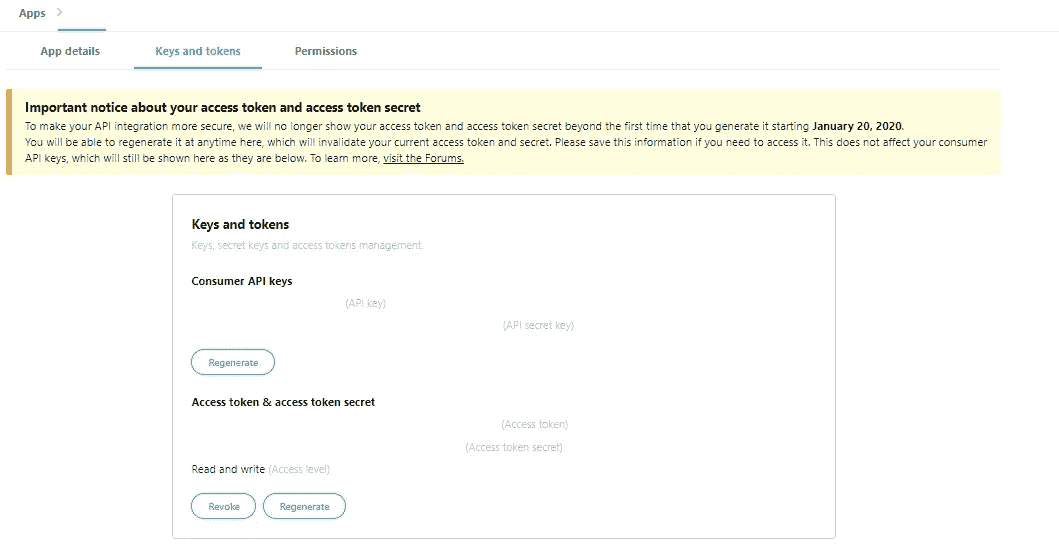 Apps >
App details Keys and tokens Permissions
Important notice about your access token and access token secret
To make your API integration more secure, we will no longer show your access token and access token secret beyond the first time that you generate it starting January 20, 2020.
You will be able to regenerate it at anytime here, which will invalidate your current access token and secret. Please save this information if you need to access it. This does not affect your consumer
API keys, which will still be shown here as they are below. To learn more, visit the Forums.
Keys and tokens
Keys, secret keys and access tokens management.
Consumer API keys
(API key)
(API secret key)
Regenerate
Access token & access token secret
(Access token)
(Access token secret)
Read and write (Access level)
Revoke Regenerate